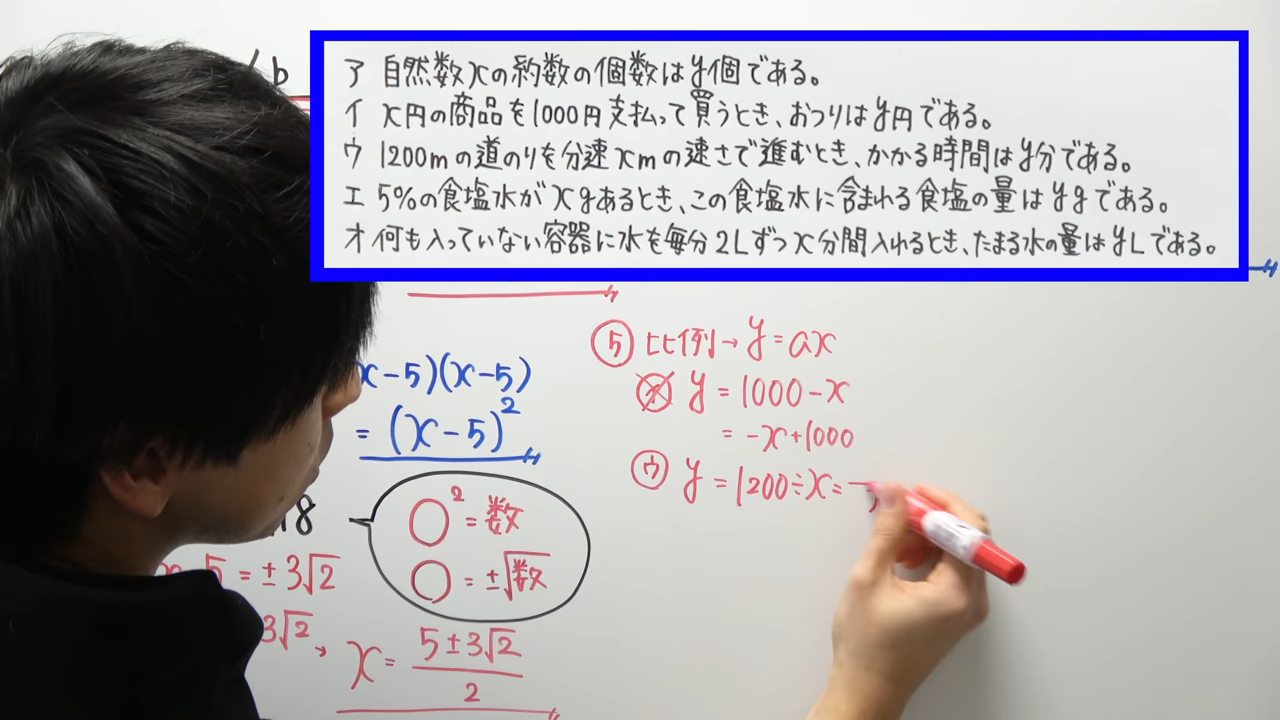 b
ア 自然数xの約数の個数はy個である。
イ x円の商品を1000円支払って買うとき、おつりはy円である。
ウ 1200mの道のりを分速xmの速さで進むとき、かかる時間はy分である。
エ 5%の食塩水がxgあるとき、この食塩水に含まれる食塩の量はygである。
オ 何も入っていない容器に水を毎分2Lずつx分間入れるとき、たまる水の量はyLである。
x-5)(x-5)
=(x-5)²
18
○²=数
○=±√数
=±3√2
3√2
x=(5±3√2)/2
⑤ 比例→y=ax
y=1000-x
=-x+1000
ウ y=1200÷x=